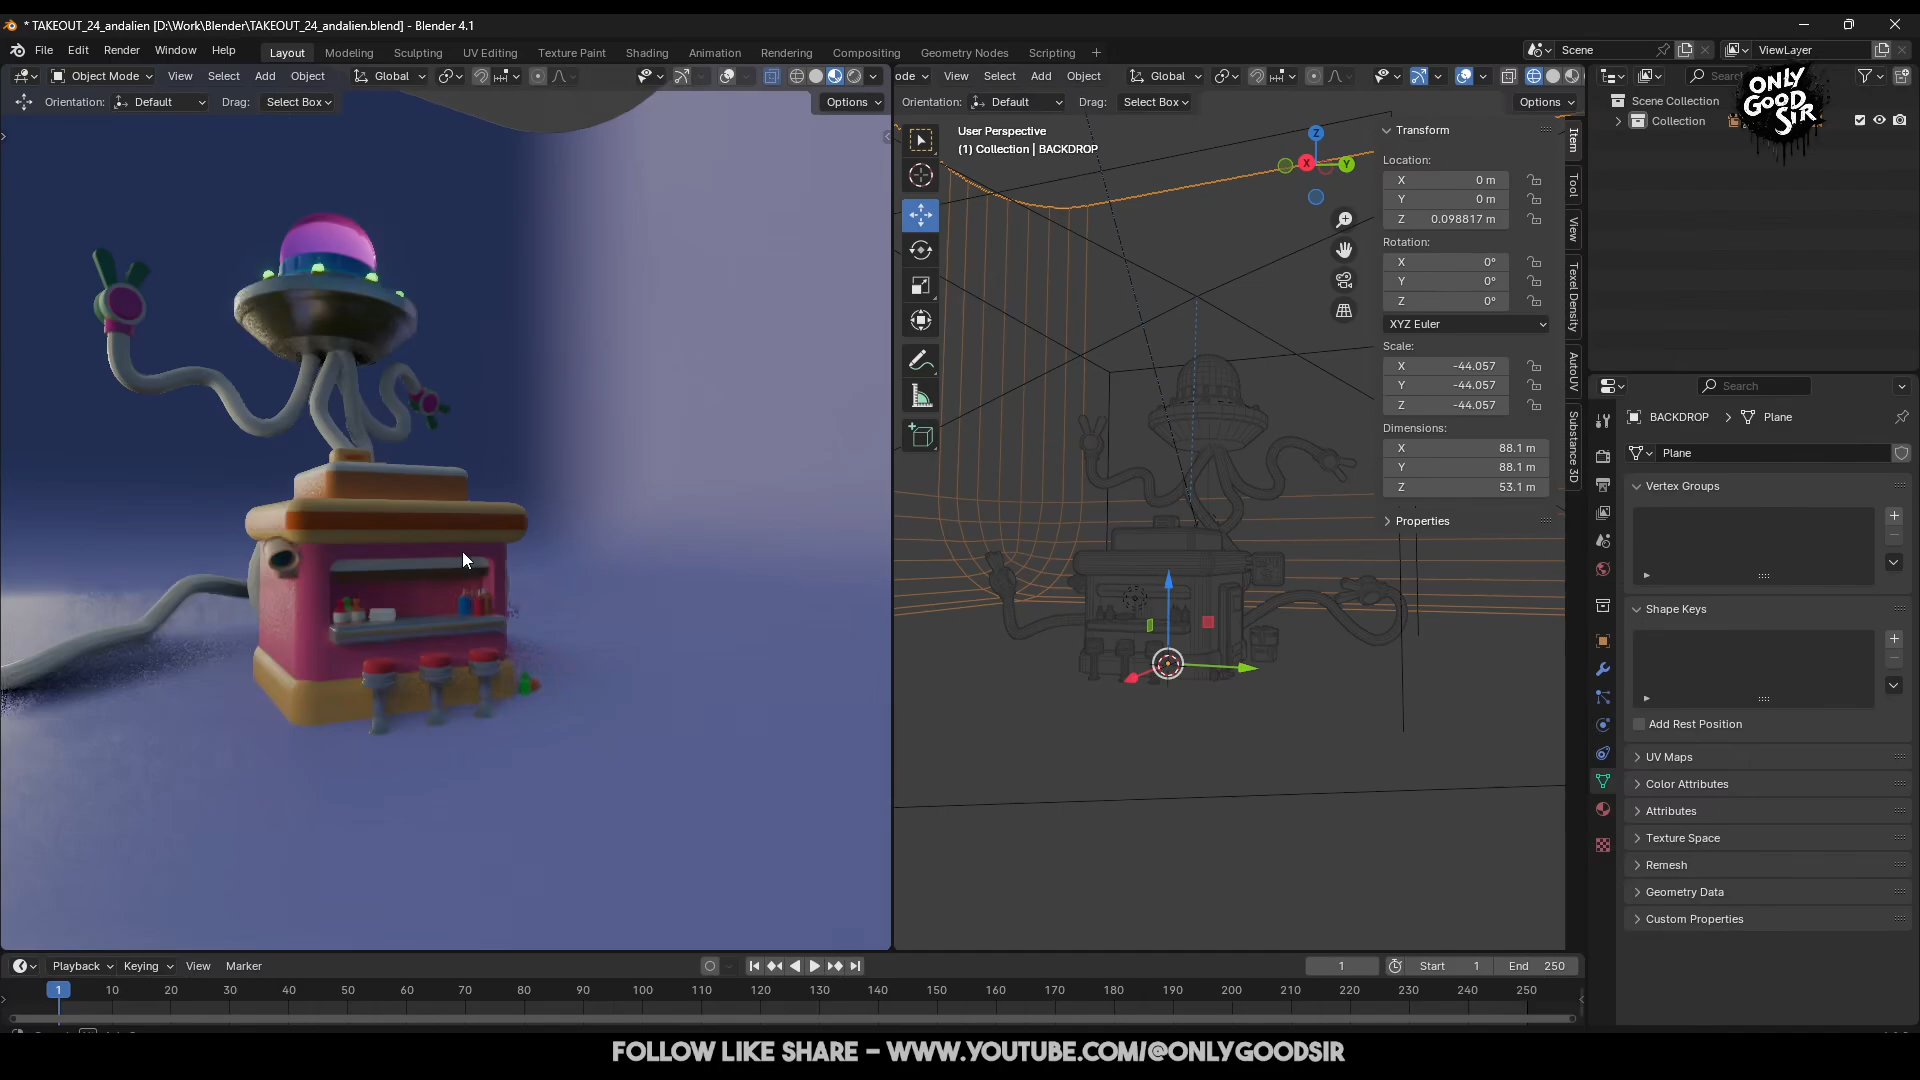 * TAKEOUT_24_andalien [D:\Work\Blender\TAKEOUT_24_andalien.blend] - Blender 4.1
File Edit Render Window Help
Layout Modeling Sculpting UV Editing Texture Paint Shading Animation Rendering Compositing Geometry Nodes Scripting +
Scene
ViewLayer
Object Mode View Select Add Object Global
ode View Select Add Object Global
Orientation: Default Drag: Select Box Options
Orientation: Default Drag: Select Box Options
User Perspective
(1) Collection | BACKDROP
Z
X
Y
Transform
Location:
X 0 m
Y 0 m
Z 0.098817 m
Rotation:
X 0°
Y 0°
Z 0°
XYZ Euler
Scale:
X -44.057
Y -44.057
Z -44.057
Dimensions:
X 88.1 m
Y 88.1 m
Z 53.1 m
Properties
Item
Tool
View
Texel Density
AutoUV
Substance 3D
ONLY
GOOD
SIR
Scene Collection
Collection
Search
BACKDROP > Plane
Plane
Vertex Groups
Shape Keys
Add Rest Position
UV Maps
Color Attributes
Attributes
Texture Space
Remesh
Geometry Data
Custom Properties
Playback Keying View Marker
1
Start 1
End 250
1 10 20 30 40 50 60 70 80 90 100 110 120 130 140 150 160 170 180 190 200 210 220 230 240 250
FOLLOW LIKE SHARE – WWW.YOUTUBE.COM/@ONLYGOODSIR